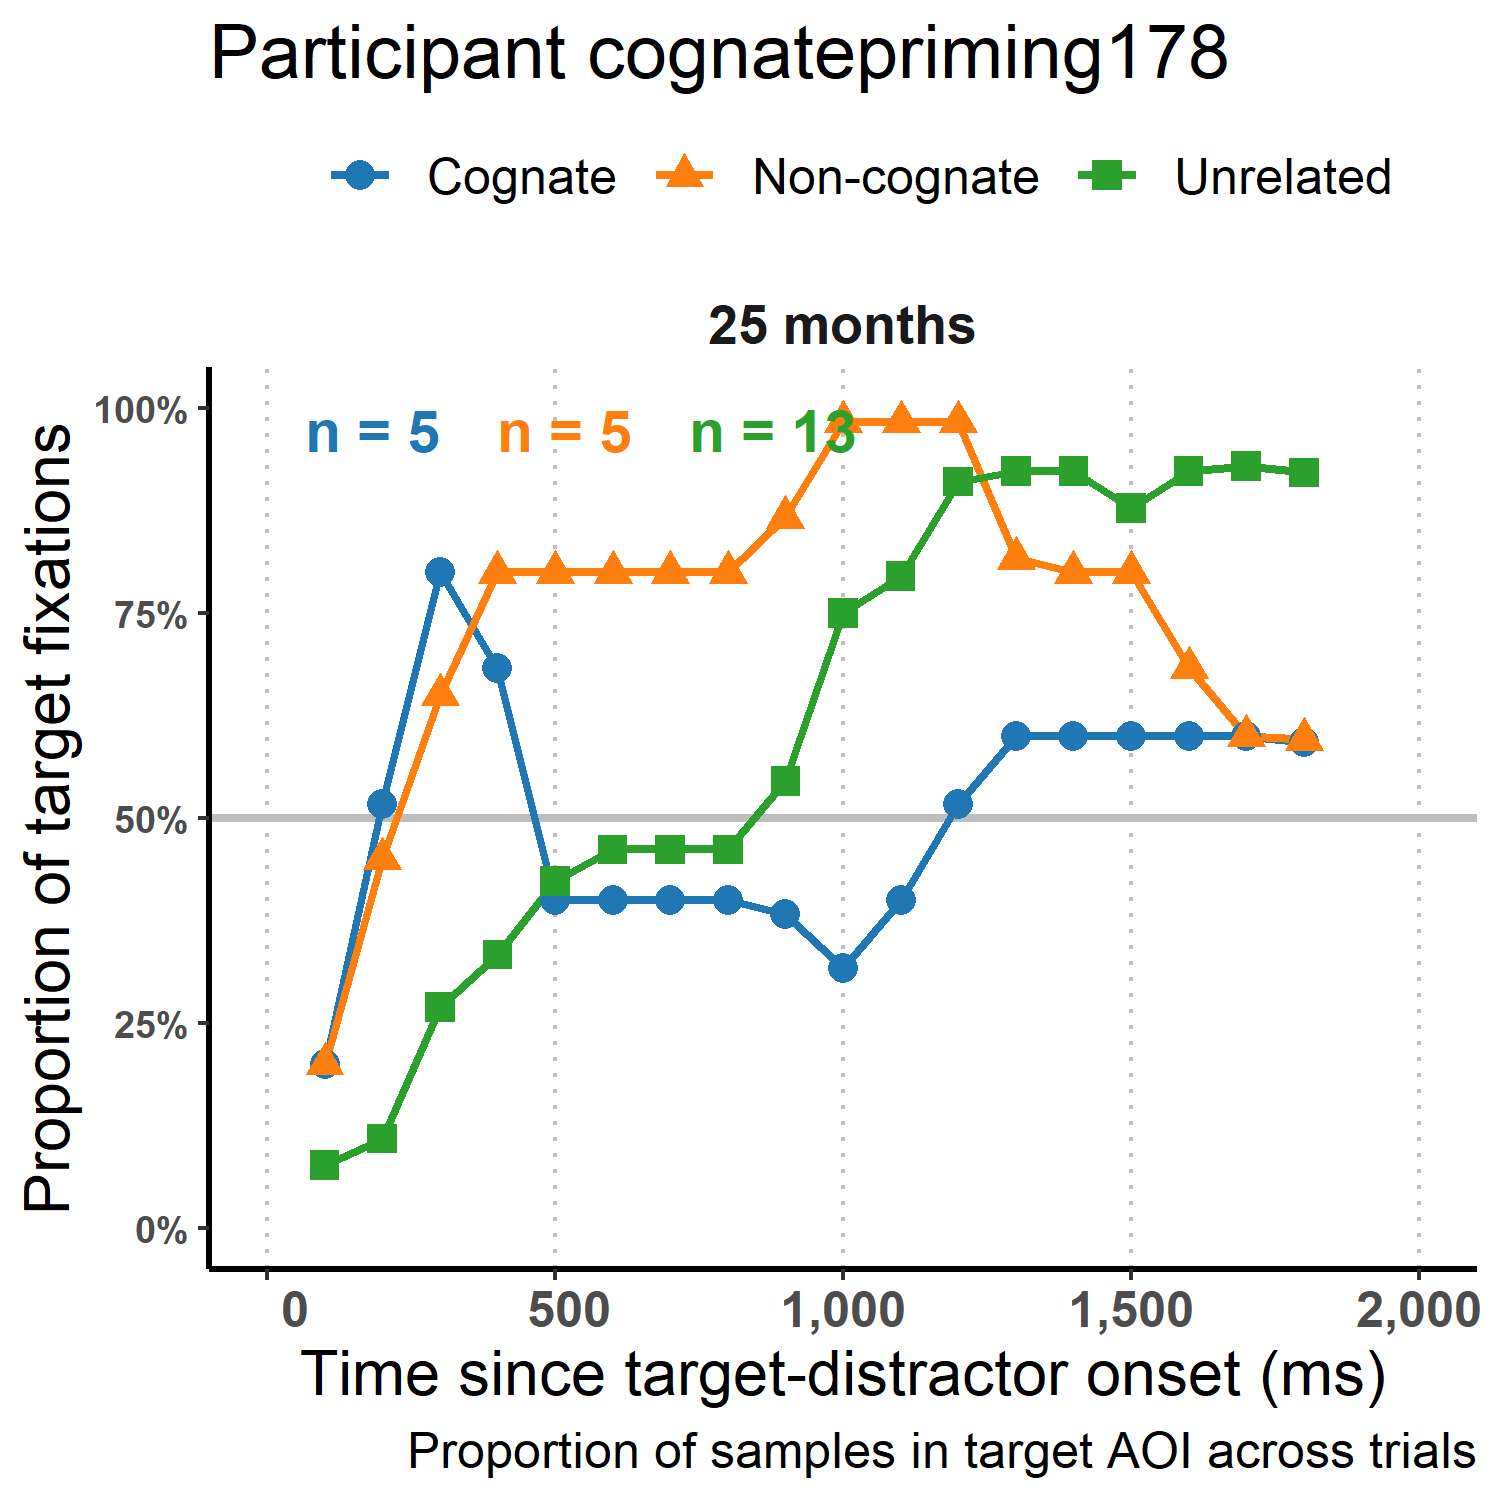 Participant cognatepriming178
Cognate Non-cognate Unrelated
25 months
n = 5 n = 5 n = 13
100%
75%
50%
25%
0%
Proportion of target fixations
0 500 1,000 1,500 2,000
Time since target-distractor onset (ms)
Proportion of samples in target AOI across trials